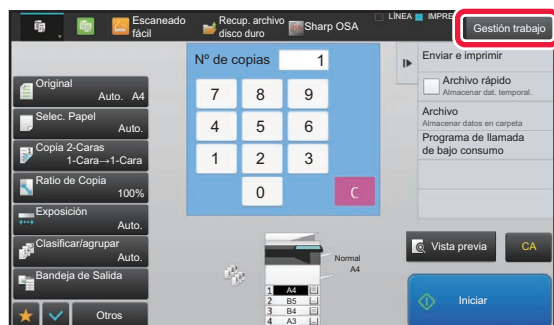 Escaneado
fácil
Recup. archivo
disco duro
Sharp OSA
LÍNEA
IMPRE
Gestión trabajo
Original
Auto. A4
Selec. Papel
Auto.
Copia 2-Caras
1-Cara→1-Cara
Ratio de Copia
100%
Exposición
Auto.
Clasificar/agrupar
Auto.
Bandeja de Salida
Otros
Nº de copias 1
7 8 9
4 5 6
1 2 3
0 C
Normal
A4
1 A4
2 B5
3 B4
4 A3
Enviar e imprimir
Archivo rápido
Almacenar dat. temporal.
Archivo
Almacenar datos en carpeta
Programa de llamada
de bajo consumo
Vista previa
CA
Iniciar